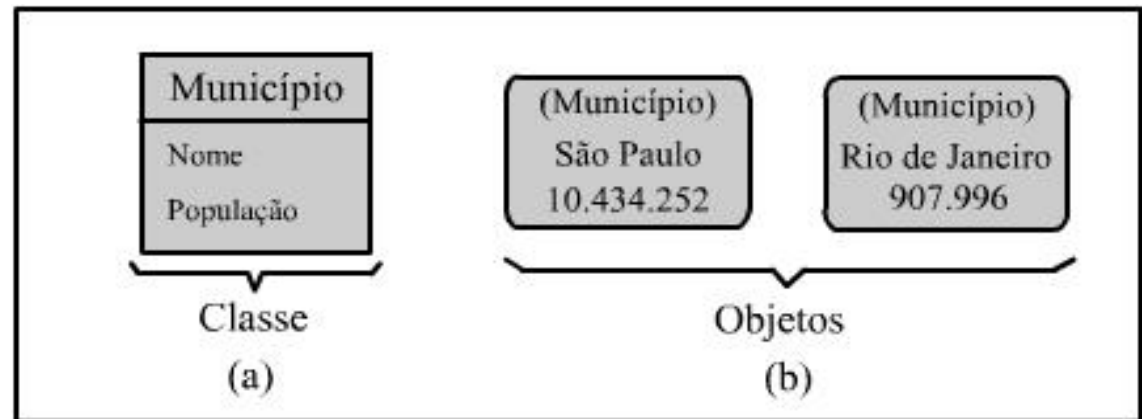 Município
Nome
População
Classe
(a)
(Município)
São Paulo
10.434.252
(Município)
Rio de Janeiro
907.996
Objetos
(b)